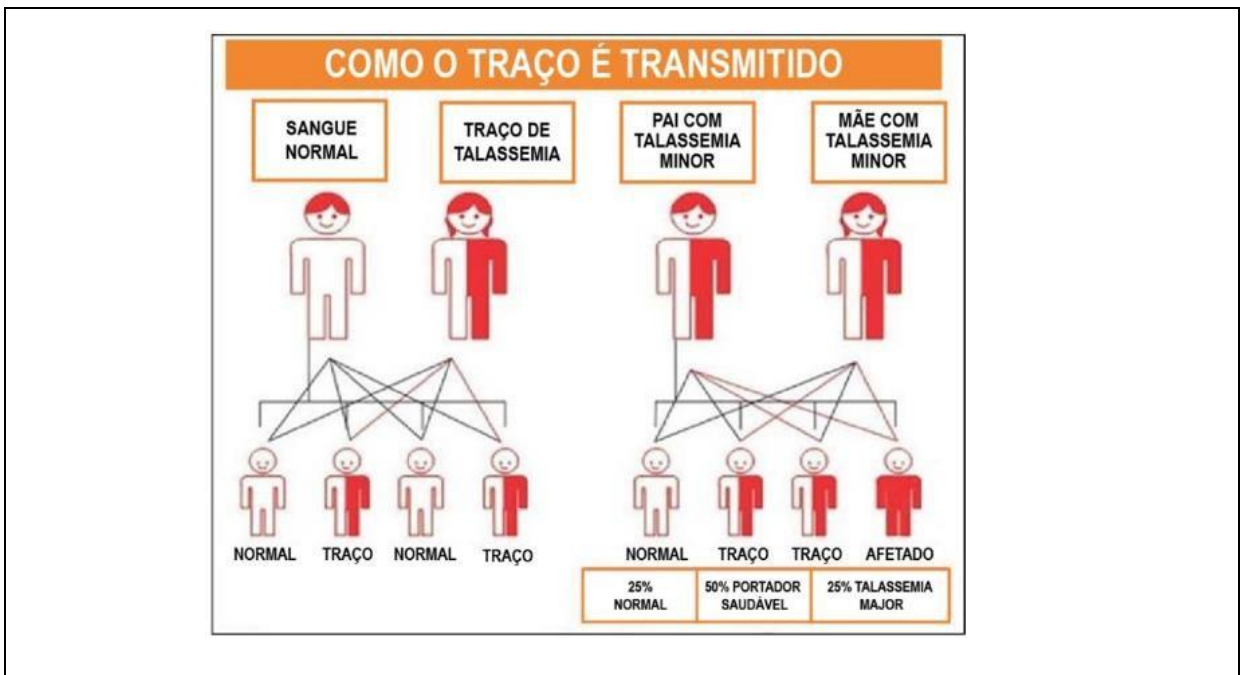 COMO O TRAÇO É TRANSMITIDO
SANGUE
NORMAL
TRAÇO DE
TALASSEMIA
PAI COM
TALASSEMIA
MINOR
MÃE COM
TALASSEMIA
MINOR
NORMAL
TRAÇO
NORMAL
TRAÇO
NORMAL
TRAÇO
TRAÇO
AFETADO
25%
NORMAL
50% PORTADOR
SAUDÁVEL
25% TALASSEMIA
MAJOR